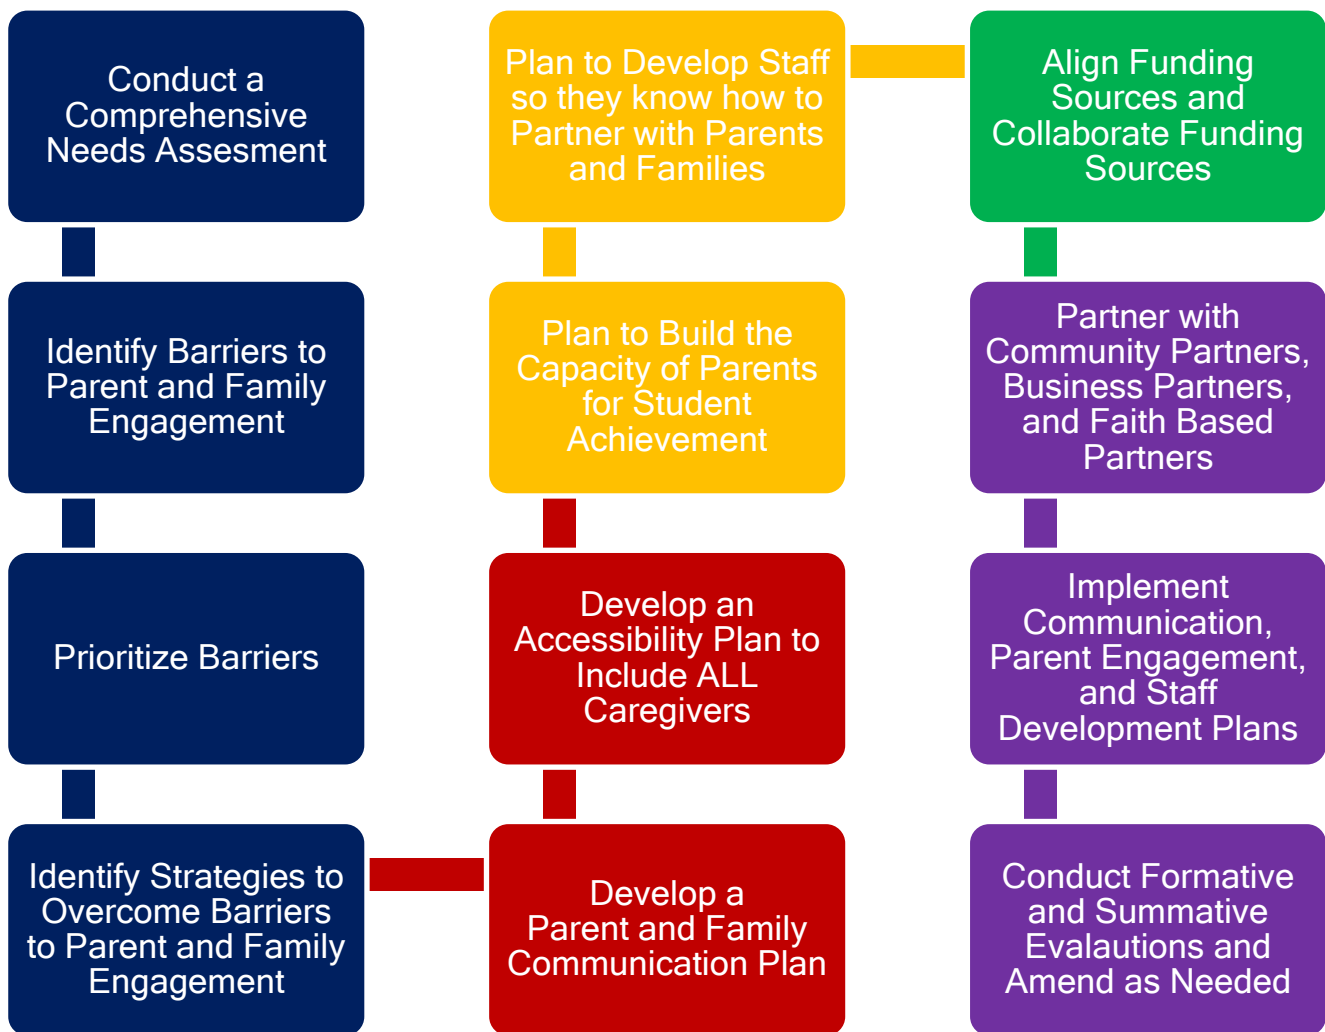 Conduct a
Comprehensive
Needs Assesment
Identify Barriers to
Parent and Family
Engagement
Prioritize Barriers
Identify Strategies to
Overcome Barriers
to Parent and Family
Engagement
Develop a
Parent and Family
Communication Plan
Develop an
Accessibility Plan to
Include ALL
Caregivers
Plan to Build the
Capacity of Parents
for Student
Achievement
Plan to Develop Staff
so they know how to
Partner with Parents
and Families
Align Funding
Sources and
Collaborate Funding
Sources
Partner with
Community Partners,
Business Partners,
and Faith Based
Partners
Implement
Communication,
Parent Engagement,
and Staff
Development Plans
Conduct Formative
and Summative
Evalautions and
Amend as Needed